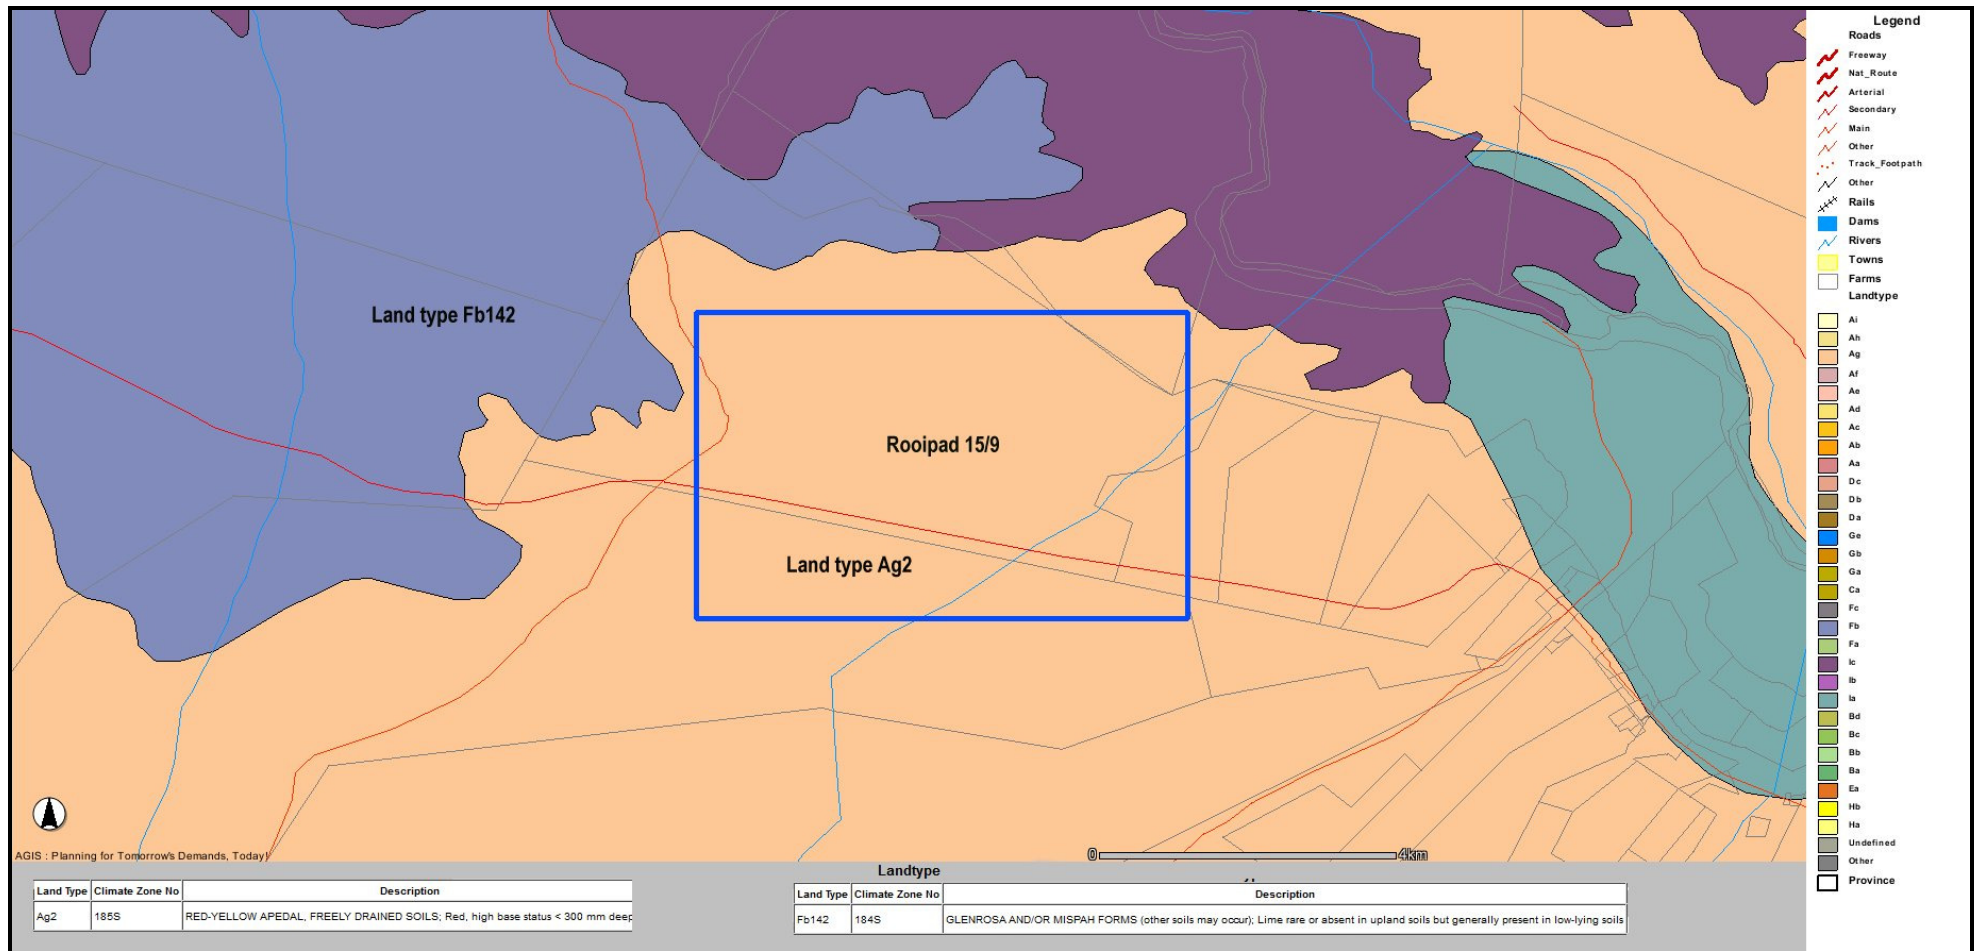 Legend
Roads
Freeway
Nat_Route
Arterial
Secondary
Main
Other
Track_Footpath
Other
Rails
Dams
Rivers
Towns
Farms
Landtype
Ai
Ah
Ag
Af
Ae
Ad
Ac
Ab
Aa
Dc
Db
Da
Ge
Gb
Ga
Ca
Fc
Fb
Fa
Ic
Ib
Ia
Bd
Bc
Bb
Ba
Ea
Hb
Ha
Undefined
Other
Province
Land type Fb142
Rooipad 15/9
Land type Ag2
AGIS : Planning for Tomorrow's Demands, Today!
0 4km
Landtype
Land Type Climate Zone No Description
Ag2 185S RED-YELLOW APEDAL, FREELY DRAINED SOILS; Red, high base status < 300 mm deep
Land Type Climate Zone No Description
Fb142 184S GLENROSA AND/OR MISPAH FORMS (other soils may occur); Lime rare or absent in upland soils but generally present in low-lying soils